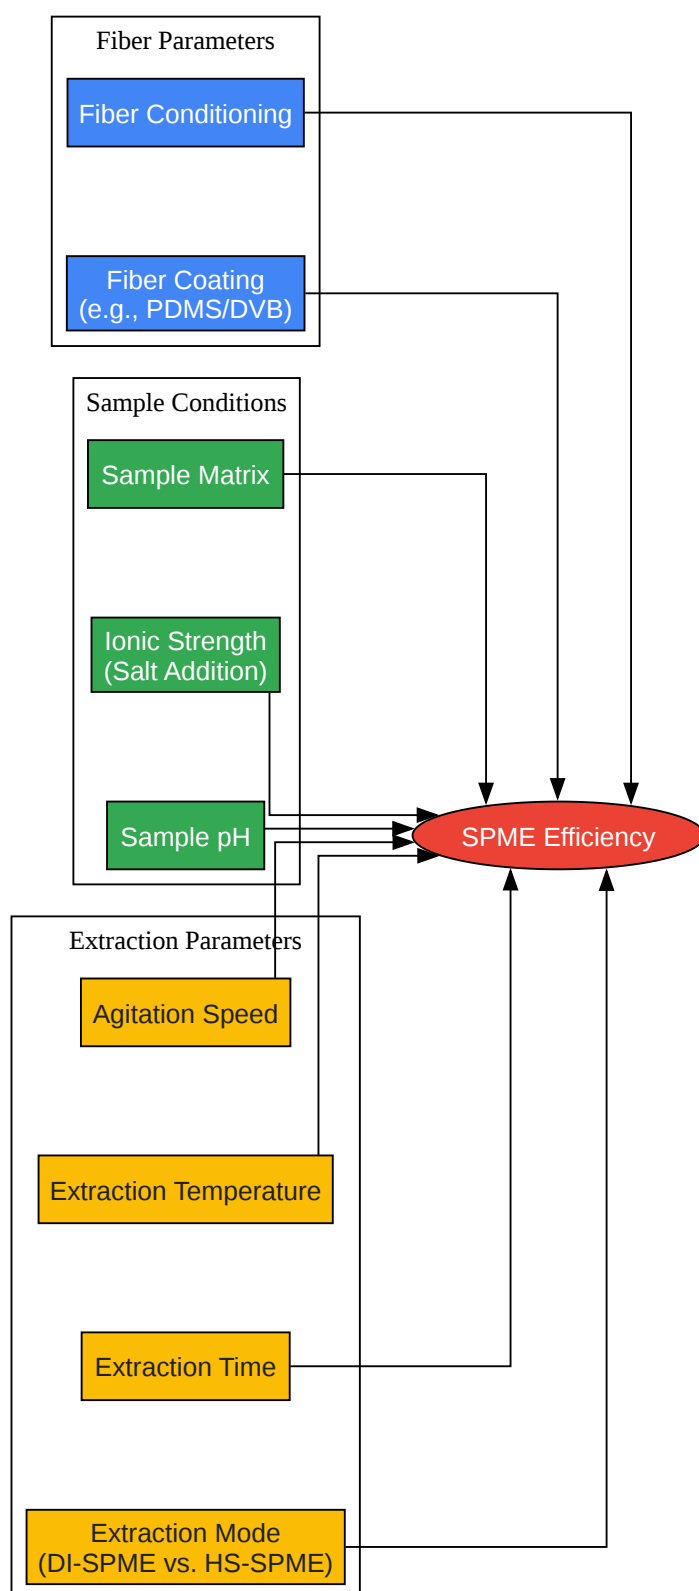 Fiber Parameters
Fiber Conditioning
Fiber Coating
(e.g., PDMS/DVB)
Sample Conditions
Sample Matrix
Ionic Strength
(Salt Addition)
Sample pH
SPME Efficiency
Extraction Parameters
Agitation Speed
Extraction Temperature
Extraction Time
Extraction Mode
(DI-SPME vs. HS-SPME)